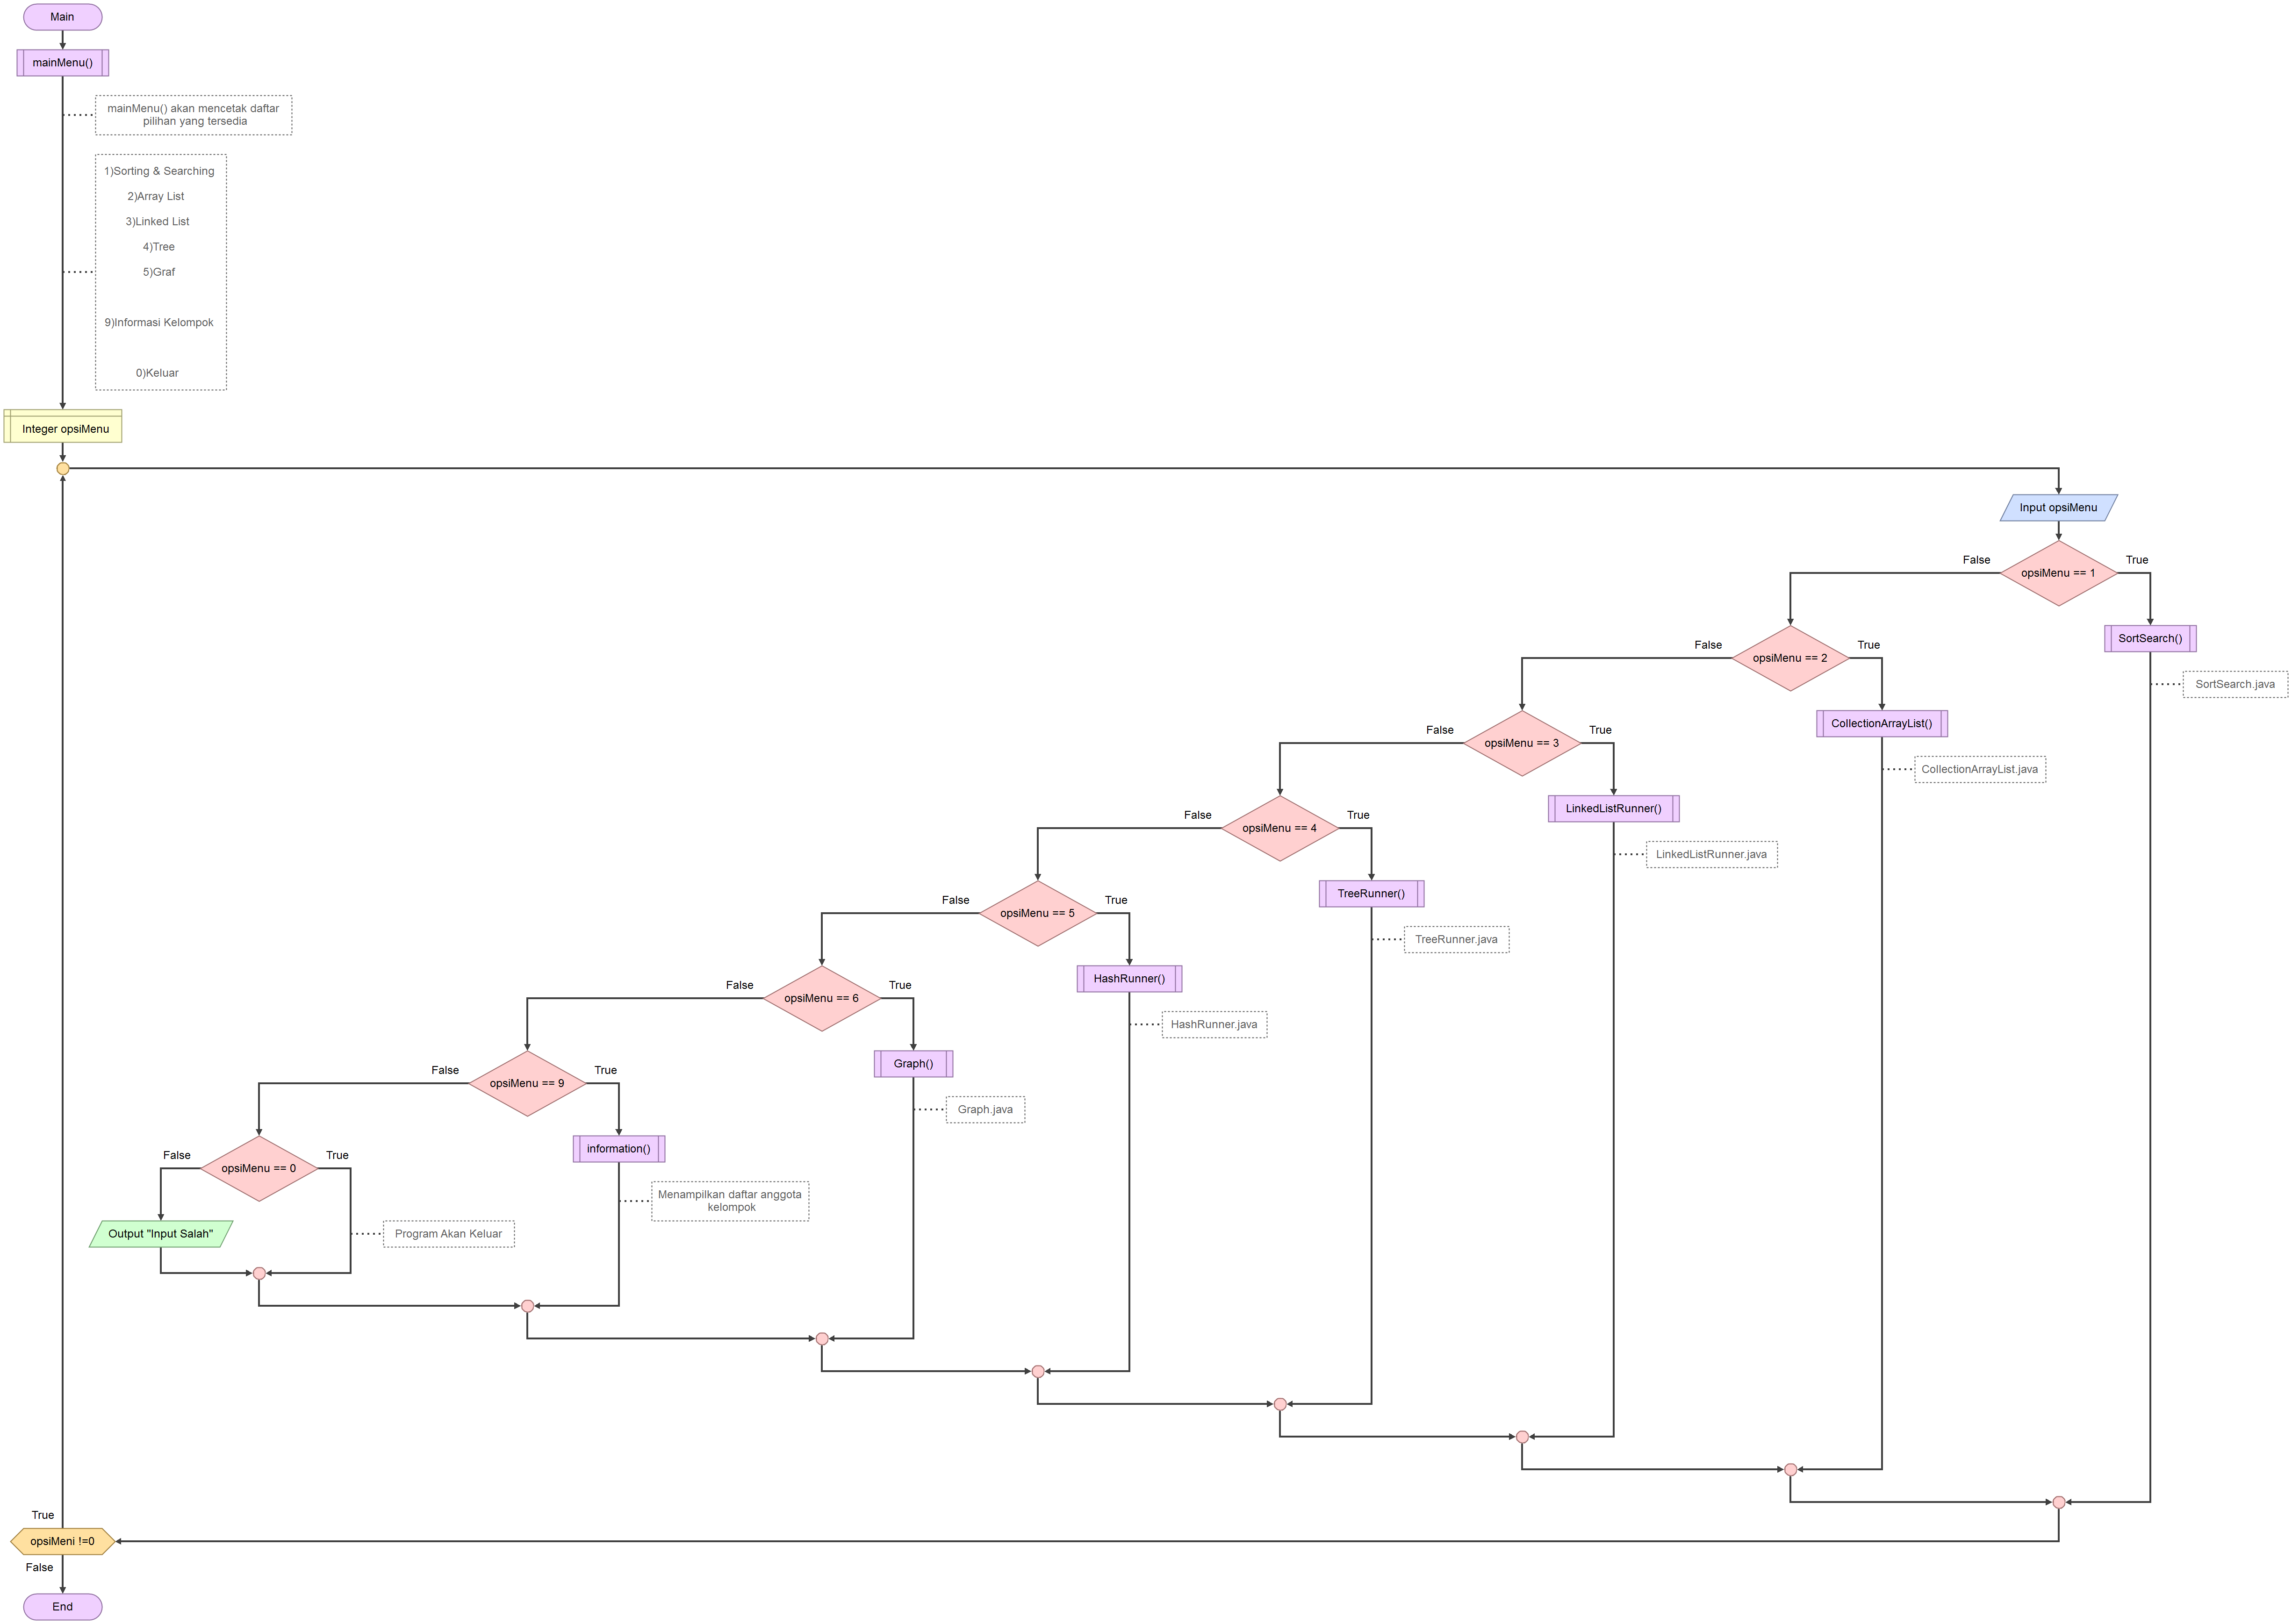 Main
mainMenu()
mainMenu() akan mencetak daftar
pilihan yang tersedia
1)Sorting & Searching
2)Array List
3)Linked List
4)Tree
5)Graf
9)Informasi Kelompok
0)Keluar
Integer opsiMenu
Input opsiMenu
False
True
opsiMenu == 1
SortSearch()
SortSearch.java
False
True
opsiMenu == 2
CollectionArrayList()
CollectionArrayList.java
False
True
opsiMenu == 3
LinkedListRunner()
LinkedListRunner.java
False
True
opsiMenu == 4
TreeRunner()
TreeRunner.java
False
True
opsiMenu == 5
HashRunner()
HashRunner.java
False
True
opsiMenu == 6
Graph()
Graph.java
False
True
opsiMenu == 9
information()
Menampilkan daftar anggota
kelompok
False
True
opsiMenu == 0
Output "Input Salah"
Program Akan Keluar
True
opsiMeni !=0
False
End